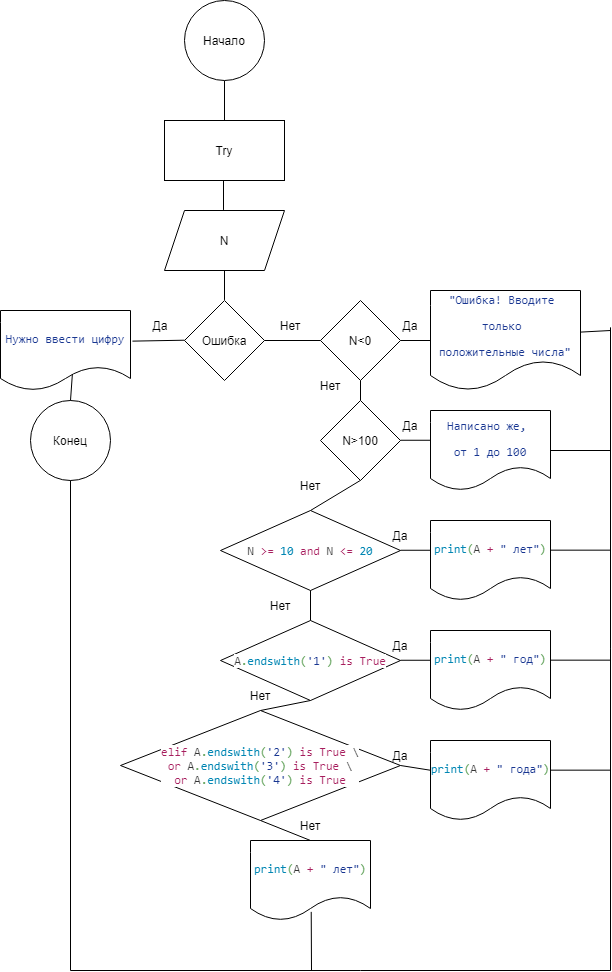 Начало
Try
N
Ошибка
Да
Нужно ввести цифру
Конец
Нет
N<0
Да
"Ошибка! Вводите
только
положительные числа"
Нет
N>100
Да
Написано же,
от 1 до 100
Нет
N >= 10 and N <= 20
Да
print(A + " лет")
Нет
A.endswith('1') is True
Да
print(A + " год")
Нет
elif A.endswith('2') is True \
or A.endswith('3') is True \
or A.endswith('4') is True
Да
print(A + " года")
Нет
print(A + " лет")